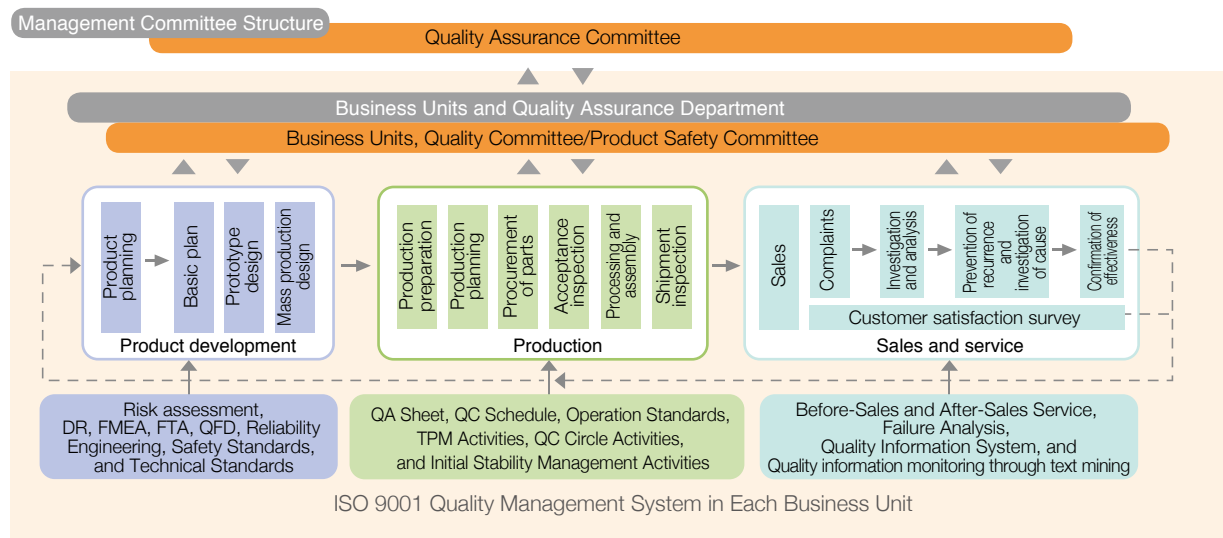 Management Committee Structure
Quality Assurance Committee
Business Units and Quality Assurance Department
Business Units, Quality Committee/Product Safety Committee
Product
planning
Basic plan
Prototype
design
Mass production
design
Product development
Production
preparation
Production
planning
Procurement
of parts
Acceptance
inspection
Processing and
assembly
Shipment
inspection
Production
Sales
Complaints
Investigation
and analysis
Prevention of
recurrence
and
investigation
of cause
Confirmation of
effectiveness
Customer satisfaction survey
Sales and service
Risk assessment,
DR, FMEA, FTA, QFD, Reliability
Engineering, Safety Standards,
and Technical Standards
QA Sheet, QC Schedule, Operation Standards,
TPM Activities, QC Circle Activities,
and Initial Stability Management Activities
Before-Sales and After-Sales Service,
Failure Analysis,
Quality Information System, and
Quality information monitoring through text mining
ISO 9001 Quality Management System in Each Business Unit